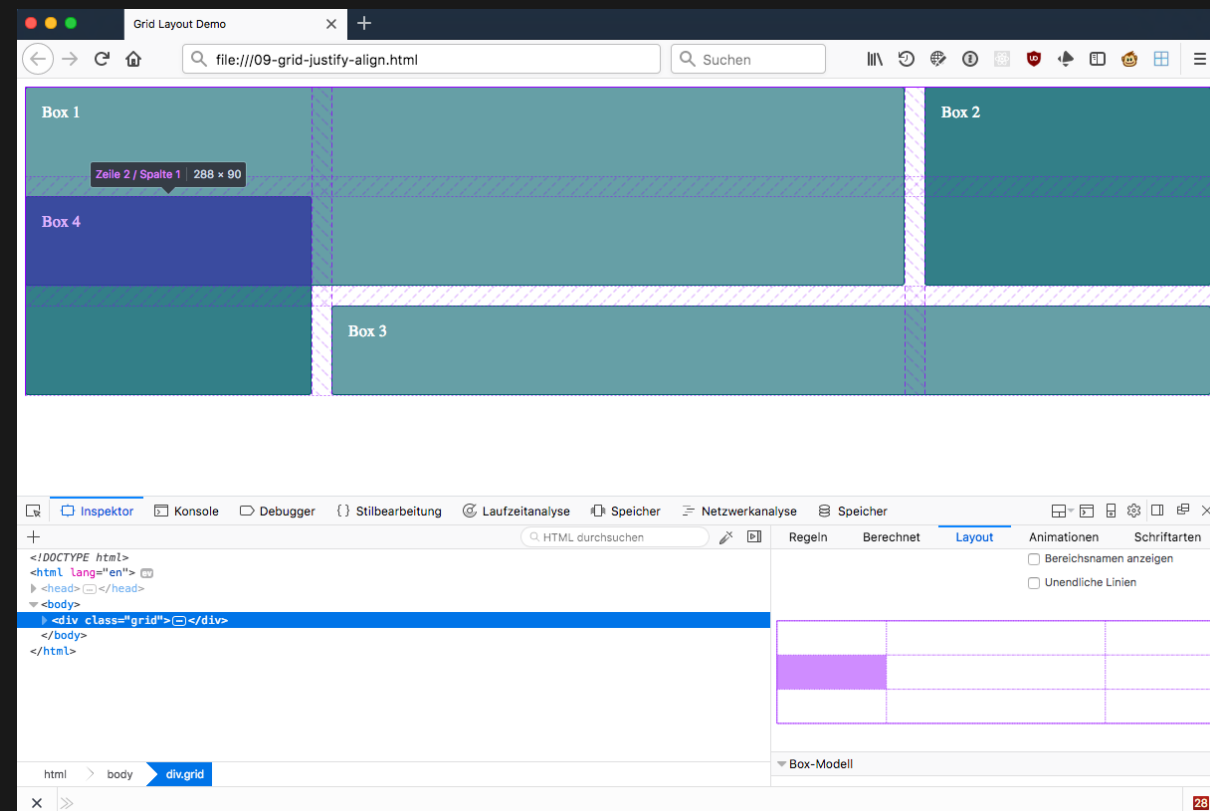 Grid Layout Demo
file:///09-grid-justify-align.html
Suchen
Box 1
Box 2
Zeile 2 / Spalte 1 288 × 90
Box 4
Box 3
Inspektor Konsole Debugger {} Stilbearbeitung Laufzeitanalyse Speicher Netzwerkanalyse Speicher
HTML durchsuchen
Regeln Berechnet Layout Animationen Schriftarten
<!DOCTYPE html>
<html lang="en"> ev
<head>…</head>
<body>
<div class="grid">…</div>
</body>
</html>
Bereichsnamen anzeigen
Unendliche Linien
Box-Modell
html body div.grid
28